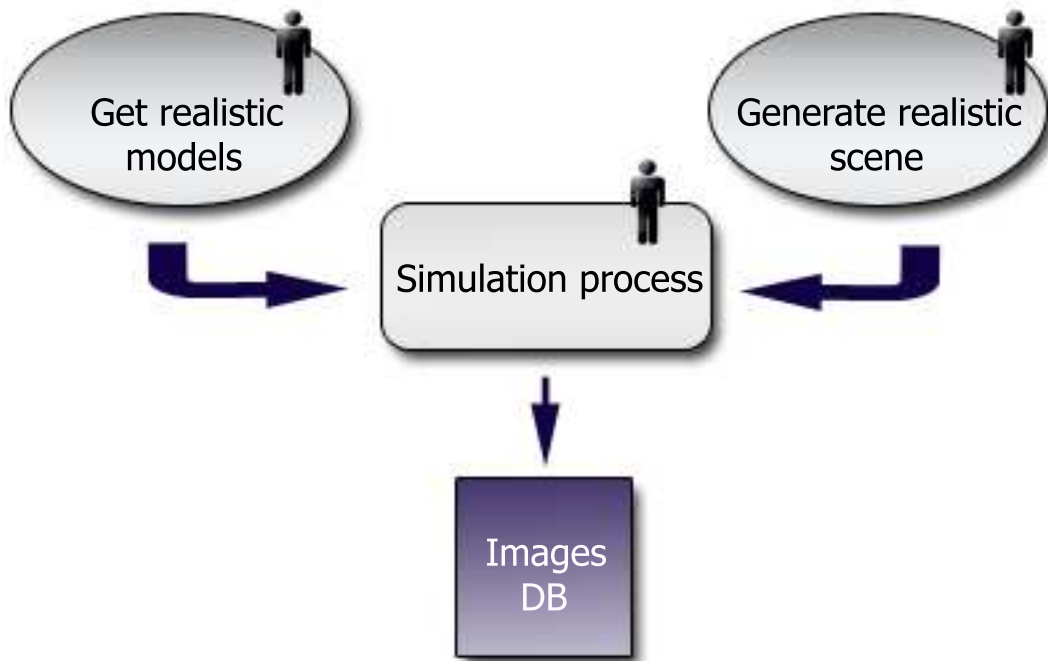 Get realistic
models
Generate realistic
scene
Simulation process
Images
DB